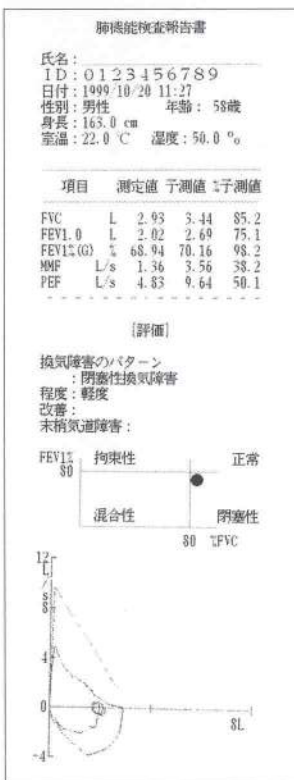 肺機能検査報告書
氏名:
ID:0123456789
日付:1999/10/20 11:27
性別:男性 年齢: 58歳
身長:163.0 cm
室温:22.0 ℃ 湿度:50.0 %
項目 測定値 予測値 %予測値
FVC L 2.93 3.44 85.2
FEV1.0 L 2.02 2.69 75.1
FEV1%(G) % 68.94 70.16 98.2
MMF L/s 1.36 3.56 38.2
PEF L/s 4.83 9.64 50.1
[評価]
換気障害のパターン
:閉塞性換気障害
程度:軽度
改善:
末梢気道障害:
FEV1% 拘束性 正常
80
混合性 閉塞性
80 %FVC
12
L
/
s
8
4
0
8L
-4